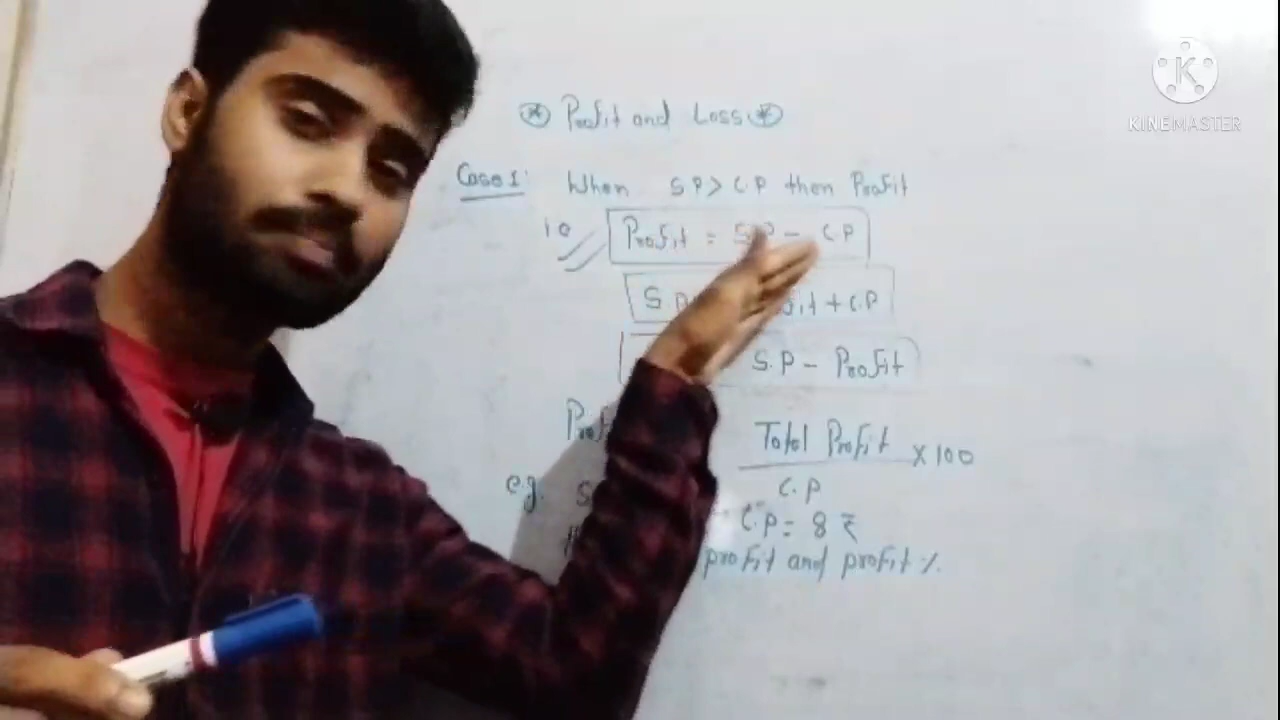 ⊛ Profit and Loss ⊛
KINEMASTER
Case 1: When S.P > C.P then Profit
10 Profit = S.P - C.P
S.P + C.P
S.P - Profit
Total Profit × 100
C.P
e.g. C.P = 8 ₹
profit and profit %.